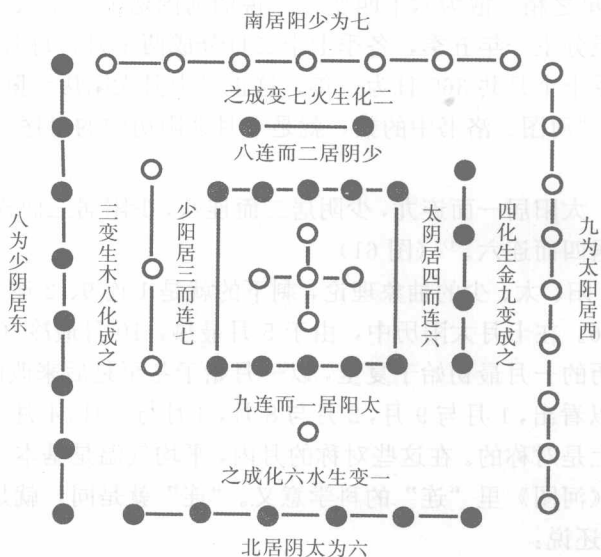 七为少阳居南
二化生火七变成之
少阴居二而连八
八为少阴居东
三变生木八化成之
少阳居三而连七
太阴居四而连六
四化生金九变成之
九为太阳居西
太阳居一而连九
一变生水六化成之
六为太阴居北